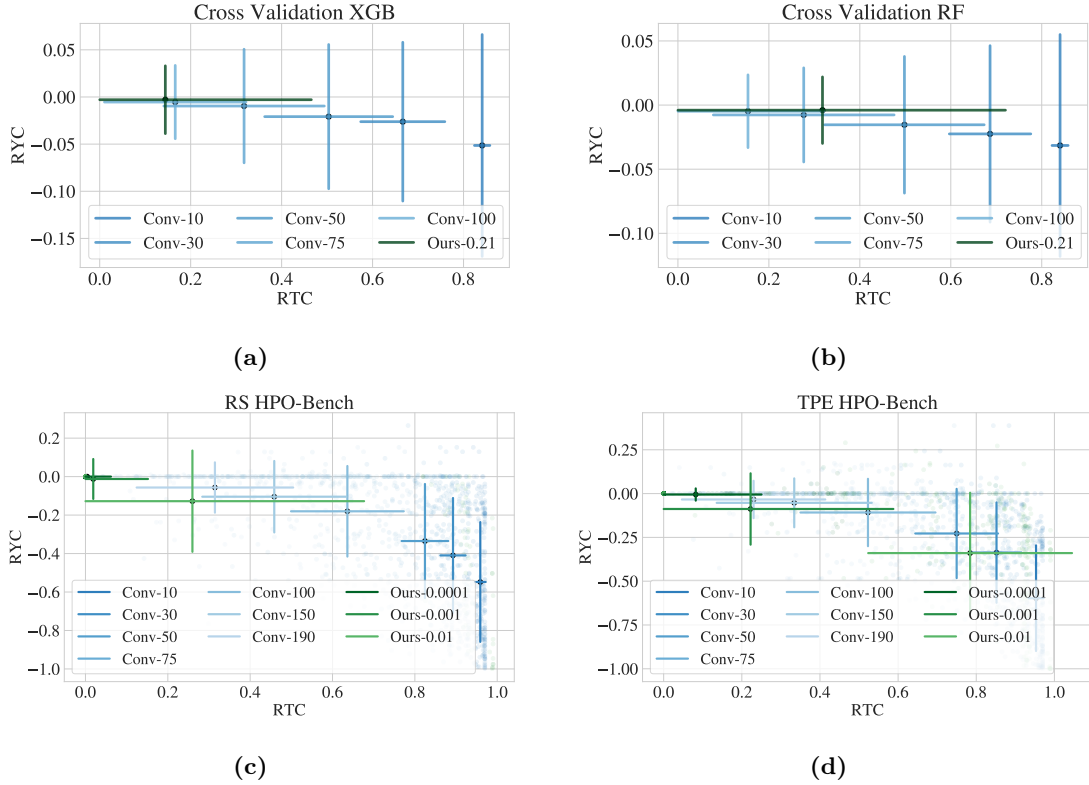 Cross Validation XGB
0.05
0.00
−0.05
−0.10
−0.15
RYC
Conv-10 Conv-50 Conv-100
Conv-30 Conv-75 Ours-0.21
0.0 0.2 0.4 0.6 0.8
RTC
(a)
Cross Validation RF
0.05
0.00
−0.05
−0.10
RYC
Conv-10 Conv-50 Conv-100
Conv-30 Conv-75 Ours-0.21
0.0 0.2 0.4 0.6 0.8
RTC
(b)
RS HPO-Bench
0.2
0.0
−0.2
−0.4
−0.6
−0.8
−1.0
RYC
Conv-10 Conv-100 Ours-0.0001
Conv-30 Conv-150 Ours-0.001
Conv-50 Conv-190 Ours-0.01
Conv-75
0.0 0.2 0.4 0.6 0.8 1.0
RTC
(c)
TPE HPO-Bench
0.25
0.00
−0.25
−0.50
−0.75
−1.00
RYC
Conv-10 Conv-100 Ours-0.0001
Conv-30 Conv-150 Ours-0.001
Conv-50 Conv-190 Ours-0.01
Conv-75
0.0 0.2 0.4 0.6 0.8 1.0
RTC
(d)